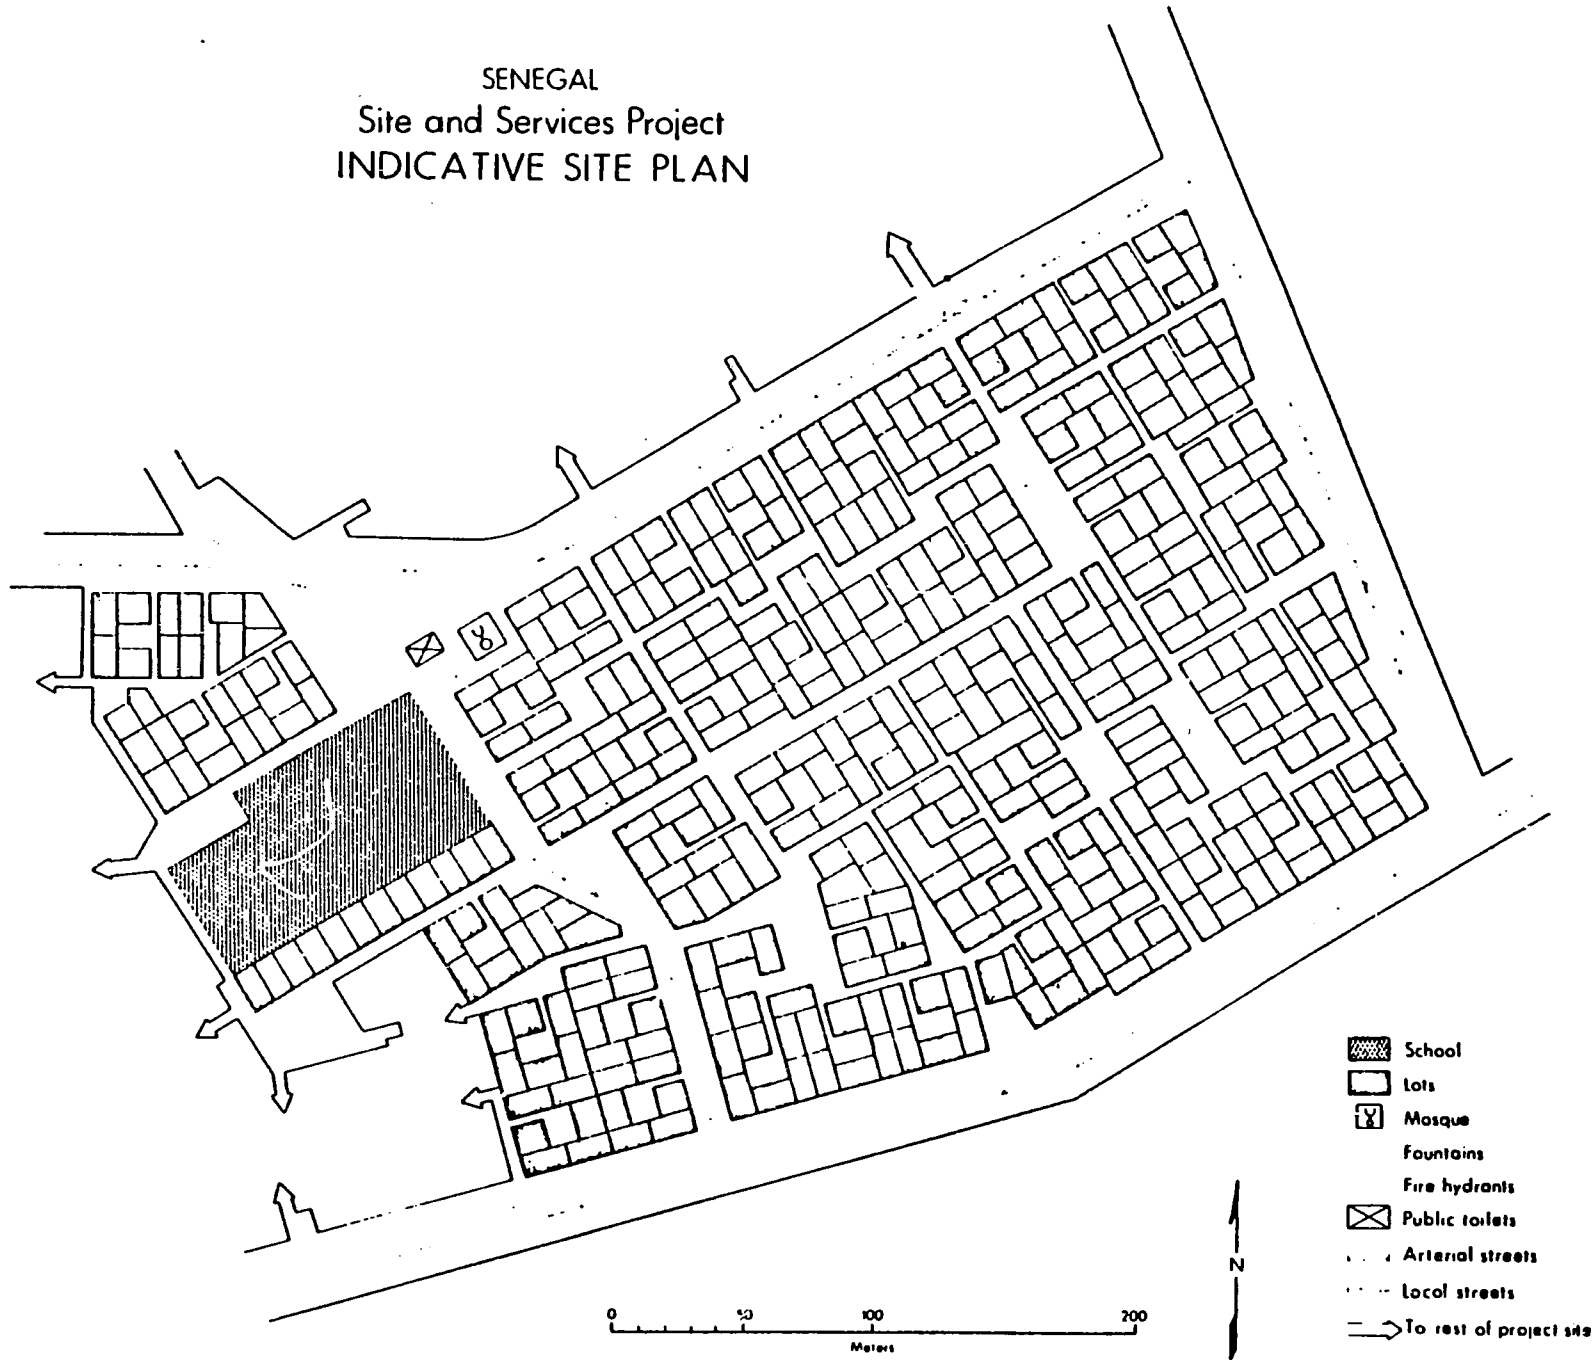 SENEGAL
Site and Services Project
INDICATIVE SITE PLAN
School
Lots
Mosque
Fountains
Fire hydrants
Public toilets
Arterial streets
Local streets
To rest of project site
N
0 50 100 200
Meters